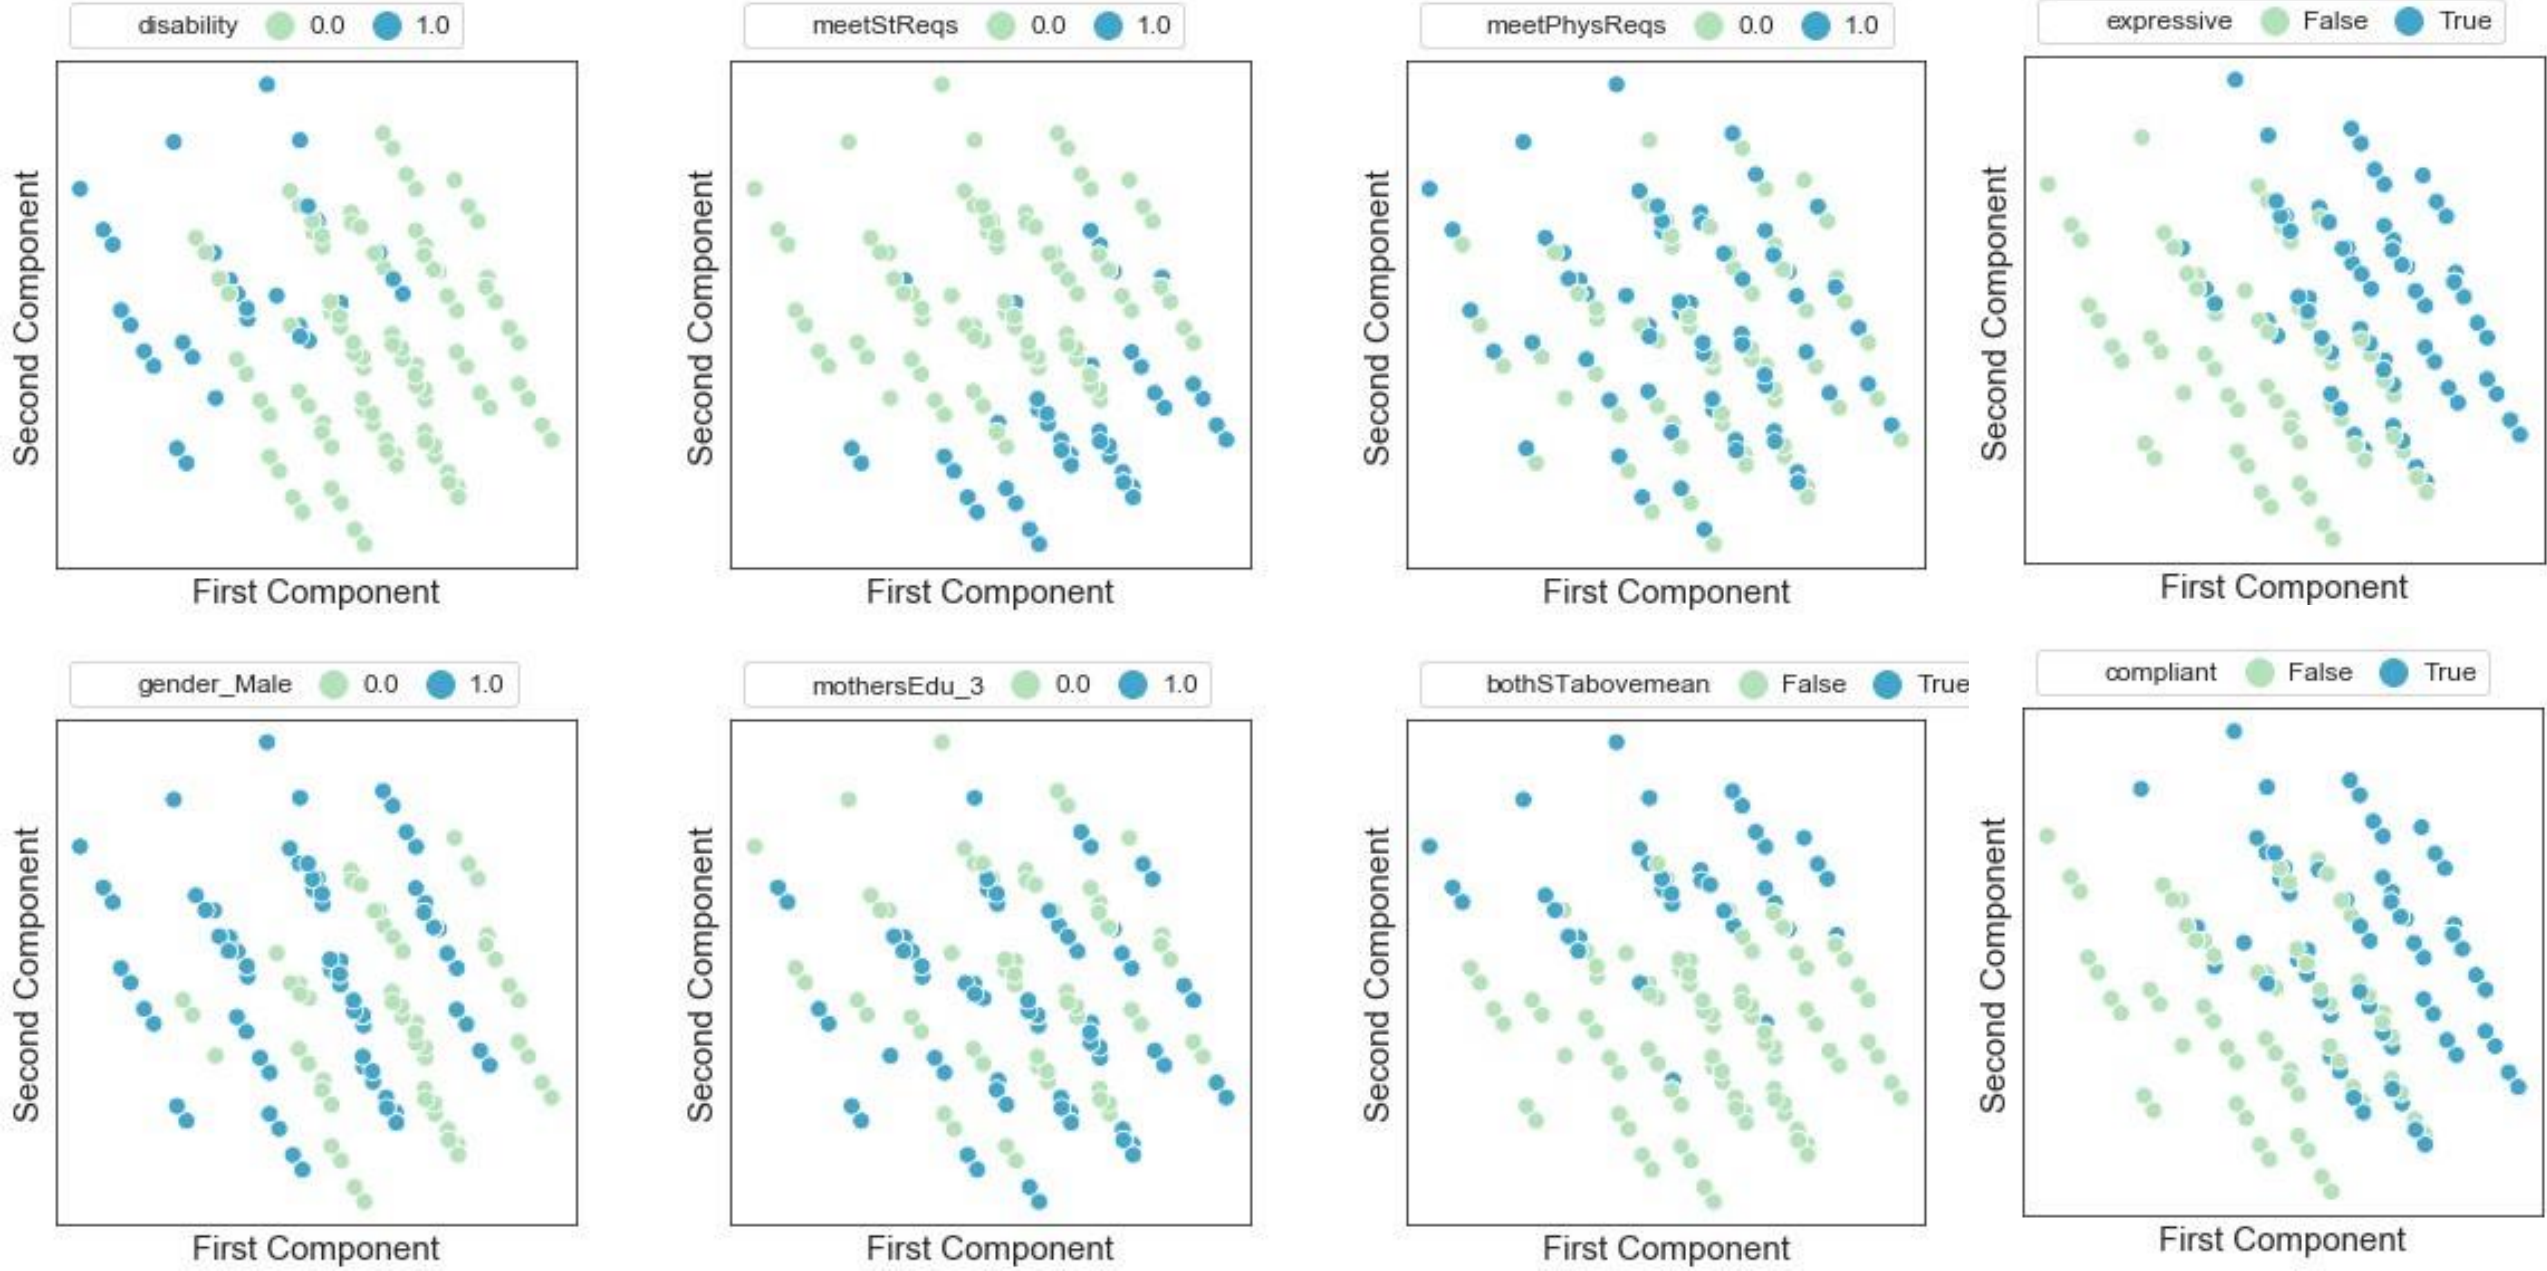 disability 0.0 1.0
meetStReqs 0.0 1.0
meetPhysReqs 0.0 1.0
expressive False True
Second Component
Second Component
Second Component
Second Component
First Component
First Component
First Component
First Component
gender_Male 0.0 1.0
mothersEdu_3 0.0 1.0
bothSTabovemean False True
compliant False True
Second Component
Second Component
Second Component
Second Component
First Component
First Component
First Component
First Component